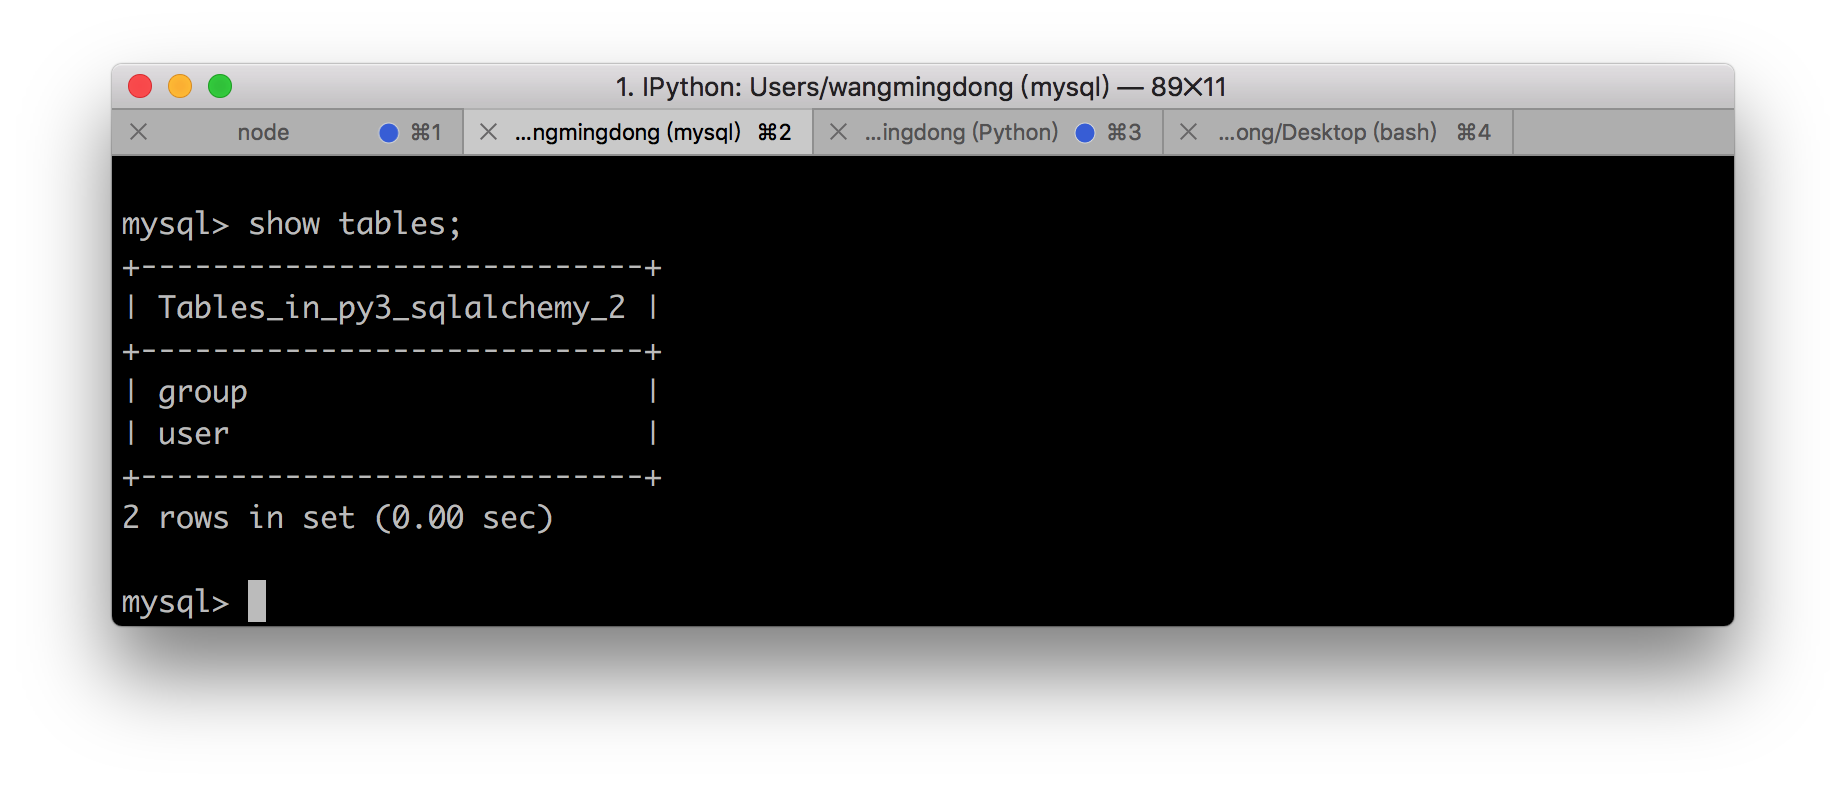 1. IPython: Users/wangmingdong (mysql) — 89✕11
node ⌘1 ...ngmingdong (mysql) ⌘2 ...ingdong (Python) ⌘3 ...ong/Desktop (bash) ⌘4
mysql> show tables;
+----------------------------+
| Tables_in_py3_sqlalchemy_2 |
+----------------------------+
| group                      |
| user                       |
+----------------------------+
2 rows in set (0.00 sec)
mysql>